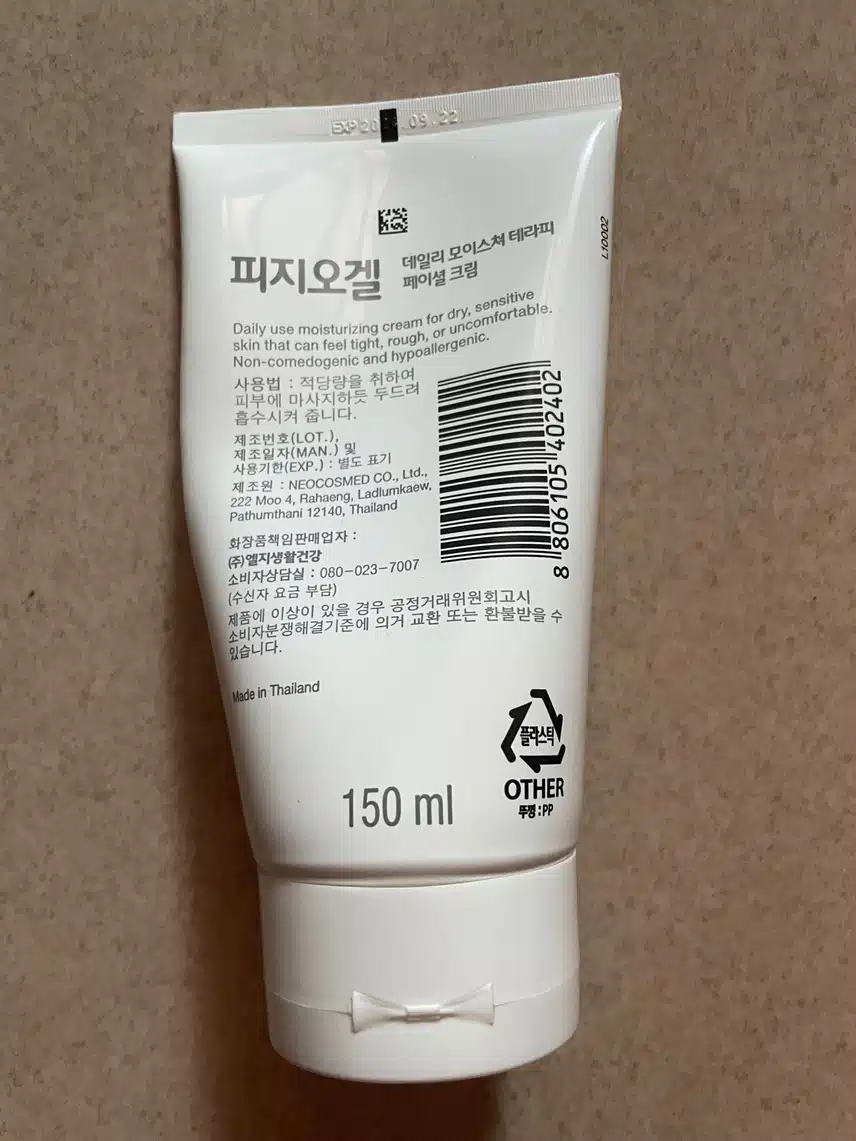 EXP 20 .09.22
L10002
피지오겔
데일리 모이스쳐 테라피
페이셜 크림
Daily use moisturizing cream for dry, sensitive
skin that can feel tight, rough, or uncomfortable.
Non-comedogenic and hypoallergenic.
사용법 : 적당량을 취하여
피부에 마사지하듯 두드려
흡수시켜 줍니다.
제조번호(LOT.),
제조일자(MAN.) 및
사용기한(EXP.) : 별도 표기
제조원 : NEOCOSMED CO., Ltd.,
222 Moo 4, Rahaeng, Ladlumkaew,
Pathumthani 12140, Thailand
8 806105 402402
화장품책임판매업자 :
(주)엘지생활건강
소비자상담실 : 080-023-7007
(수신자 요금 부담)
제품에 이상이 있을 경우 공정거래위원회고시
소비자분쟁해결기준에 의거 교환 또는 환불받을 수
있습니다.
Made in Thailand
플라스틱
OTHER
뚜껑 : PP
150 ml